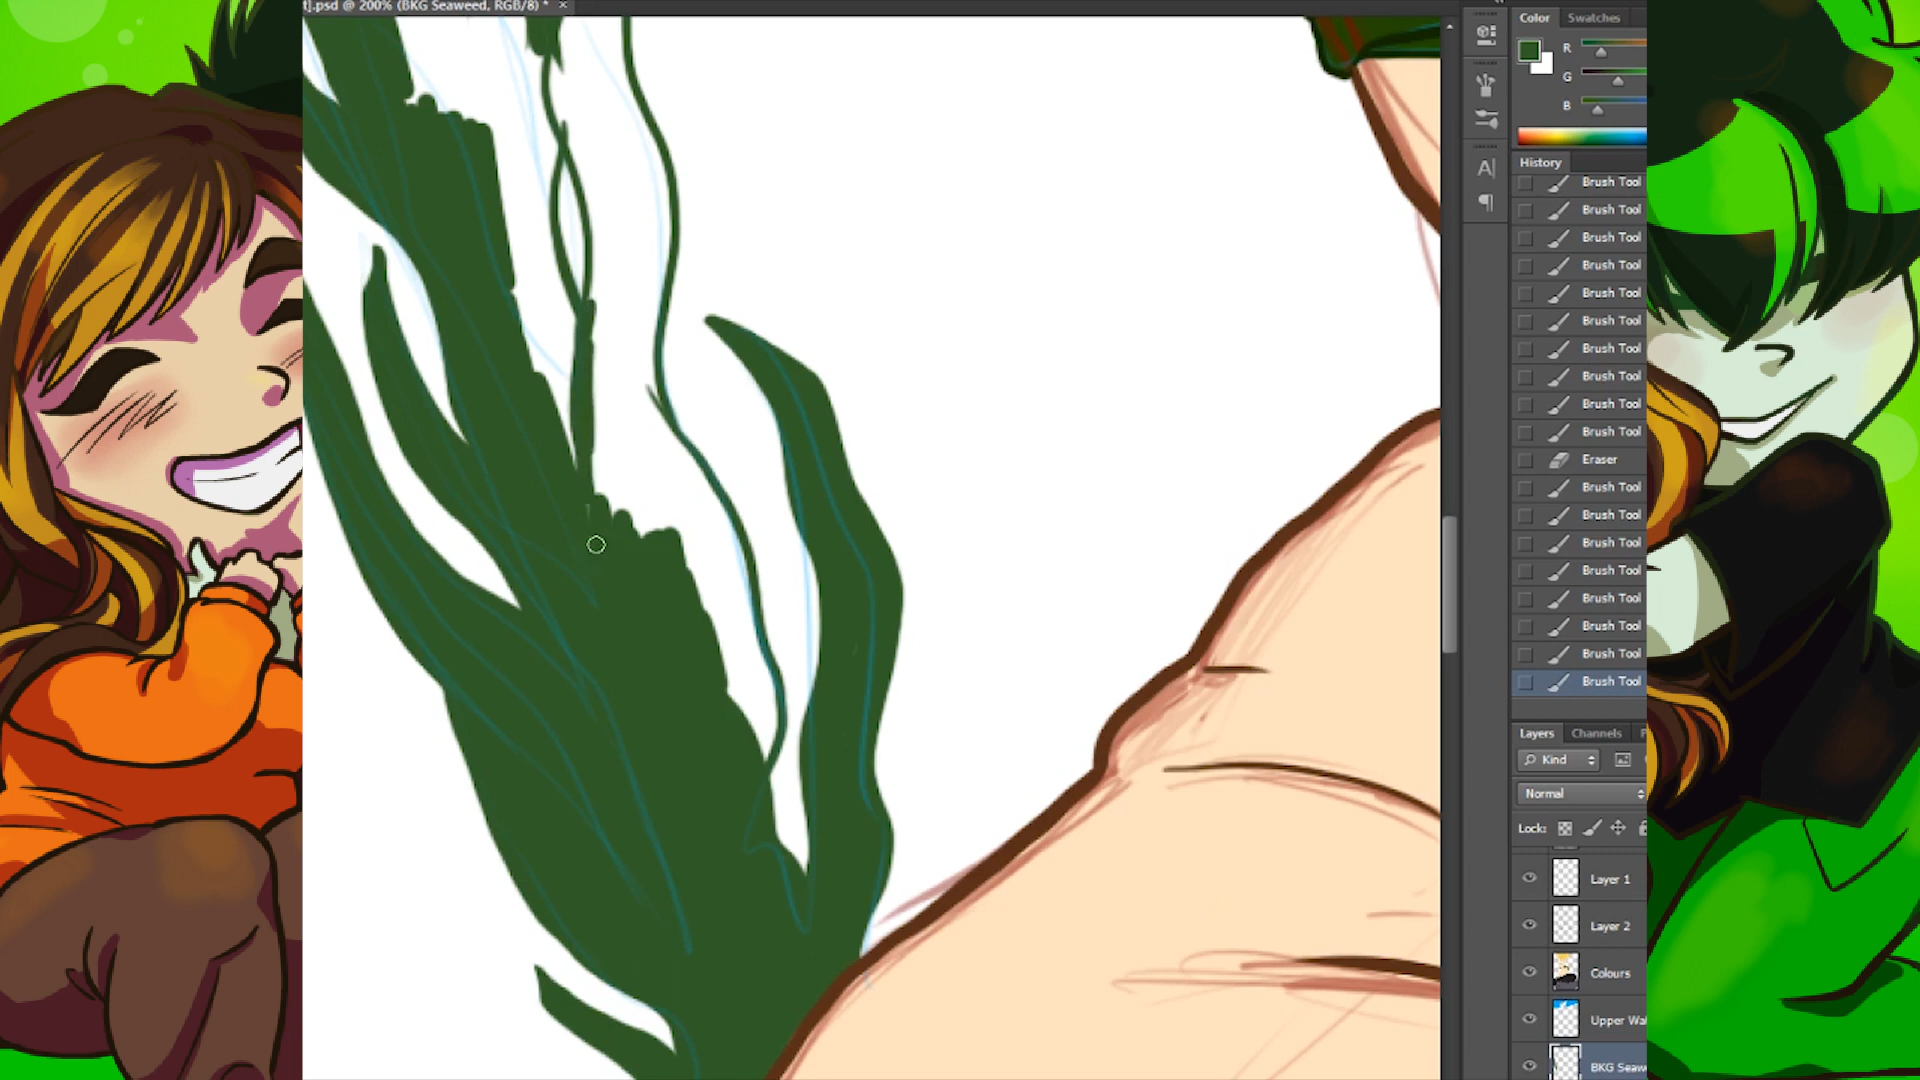 t].psd @ 200% (BKG Seaweed, RGB/8) * ×
Color Swatches
R
G
B
A|
¶
History
Brush Tool
Brush Tool
Brush Tool
Brush Tool
Brush Tool
Brush Tool
Brush Tool
Brush Tool
Brush Tool
Brush Tool
Eraser
Brush Tool
Brush Tool
Brush Tool
Brush Tool
Brush Tool
Brush Tool
Brush Tool
Brush Tool
Layers Channels P
Kind
Normal
Lock:
Layer 1
Layer 2
Colours
Upper Wa
BKG Seaw